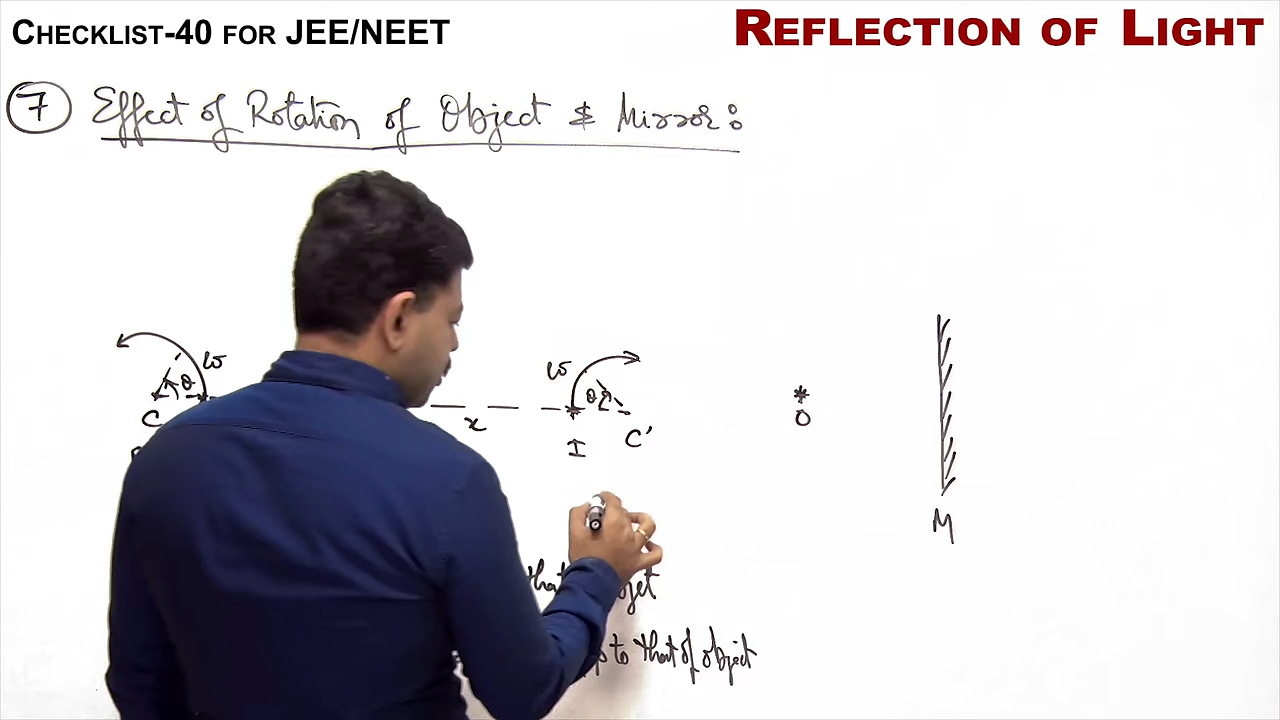 CHECKLIST-40 FOR JEE/NEET
REFLECTION OF LIGHT
7 Effect of Rotation of Object & Mirror:
ω ω
θ θ
C x I C' O
M
that
to that of object